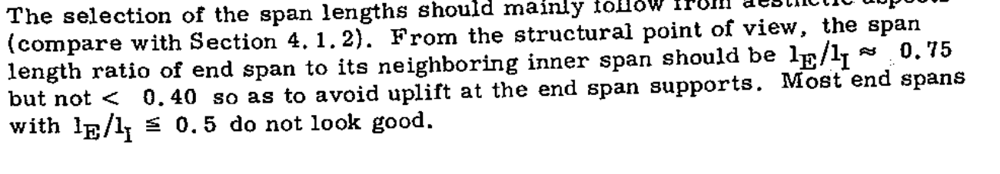 The selection of the span lengths should mainly follow from aesthetic aspects
(compare with Section 4.1.2). From the structural point of view, the span
length ratio of end span to its neighboring inner span should be l_E/l_I ≈ 0.75
but not < 0.40 so as to avoid uplift at the end span supports. Most end spans
with l_E/l_I ≦ 0.5 do not look good.